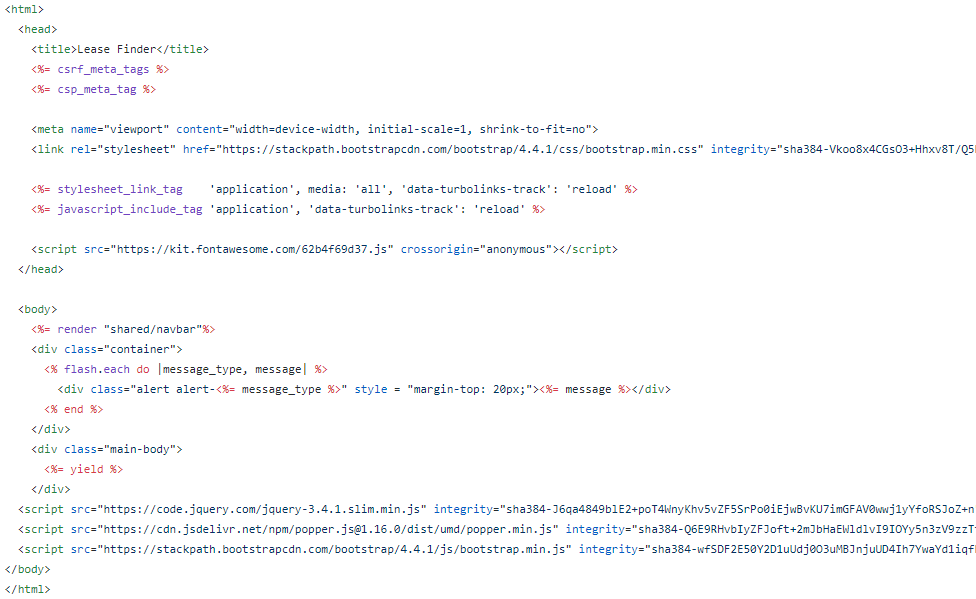 <html>
  <head>
    <title>Lease Finder</title>
    <%= csrf_meta_tags %>
    <%= csp_meta_tag %>

    <meta name="viewport" content="width=device-width, initial-scale=1, shrink-to-fit=no">
    <link rel="stylesheet" href="https://stackpath.bootstrapcdn.com/bootstrap/4.4.1/css/bootstrap.min.css" integrity="sha384-Vkoo8x4CGsO3+Hhxv8T/Q5

    <%= stylesheet_link_tag    'application', media: 'all', 'data-turbolinks-track': 'reload' %>
    <%= javascript_include_tag 'application', 'data-turbolinks-track': 'reload' %>

    <script src="https://kit.fontawesome.com/62b4f69d37.js" crossorigin="anonymous"></script>
  </head>

  <body>
    <%= render "shared/navbar"%>
    <div class="container">
      <% flash.each do |message_type, message| %>
        <div class="alert alert-<%= message_type %>" style = "margin-top: 20px;"><%= message %></div>
      <% end %>
    </div>
    <div class="main-body">
      <%= yield %>
    </div>
  <script src="https://code.jquery.com/jquery-3.4.1.slim.min.js" integrity="sha384-J6qa4849blE2+poT4WnyKhv5vZF5SrPo0iEjwBvKU7imGFAV0wwj1yYfoRSJoZ+n
  <script src="https://cdn.jsdelivr.net/npm/popper.js@1.16.0/dist/umd/popper.min.js" integrity="sha384-Q6E9RHvbIyZFJoft+2mJbHaEWldlvI9IOYy5n3zV9zzT
  <script src="https://stackpath.bootstrapcdn.com/bootstrap/4.4.1/js/bootstrap.min.js" integrity="sha384-wfSDF2E50Y2D1uUdj0O3uMBJnjuUD4Ih7YwaYd1iqf
</body>
</html>